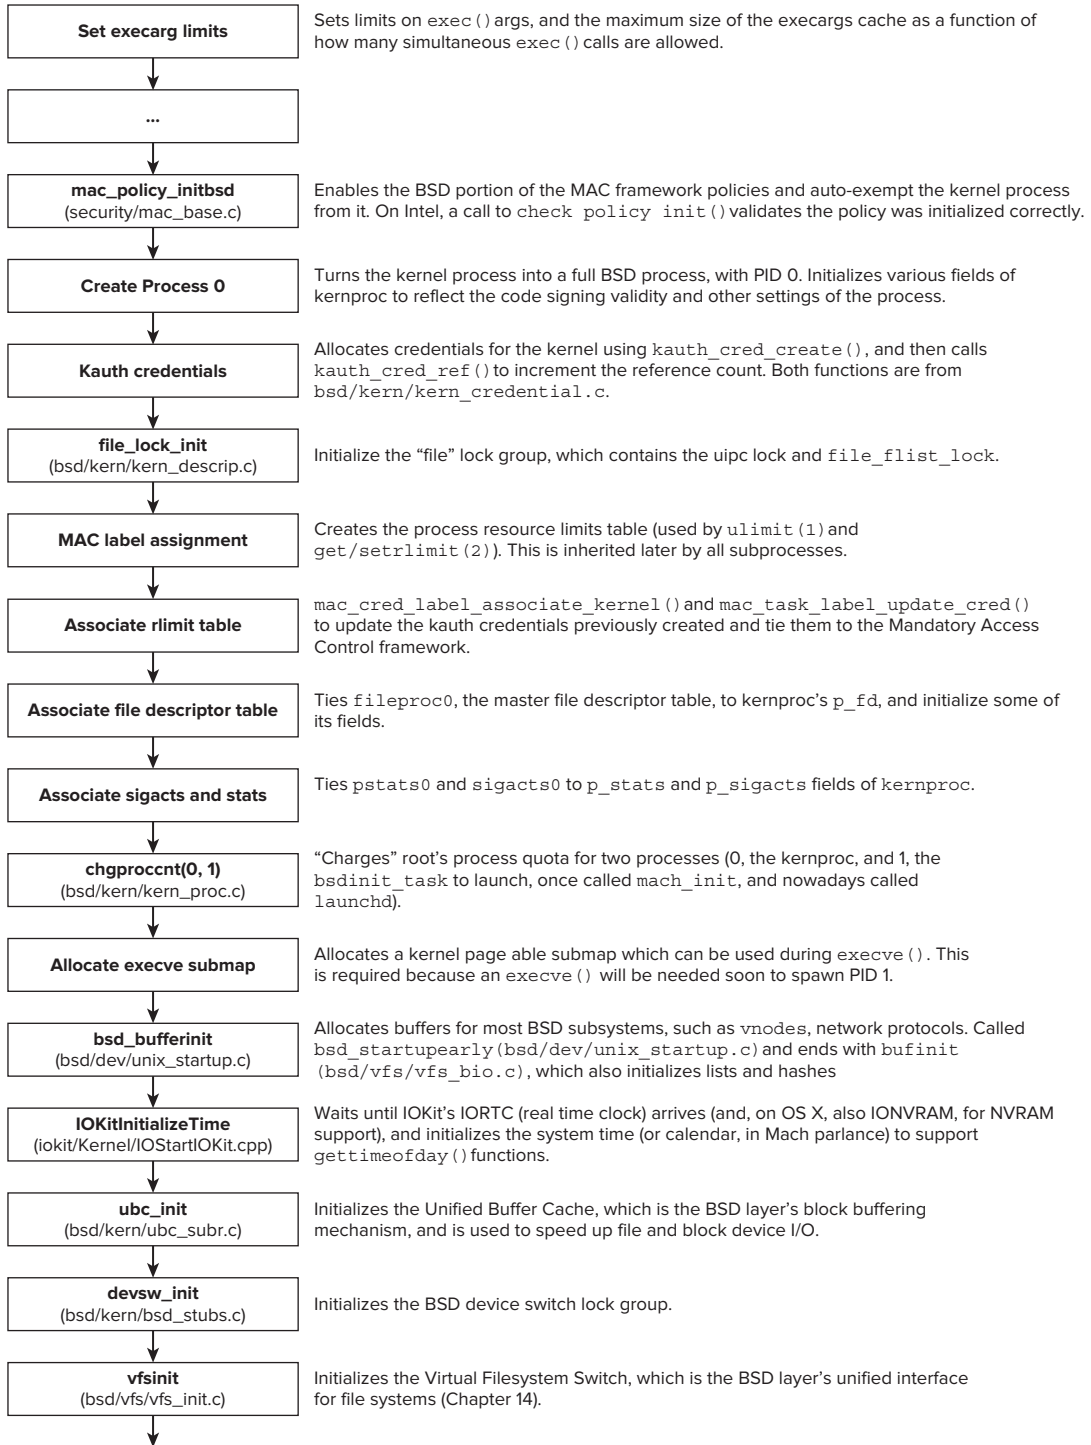 Set execarg limits
Sets limits on exec() args, and the maximum size of the execargs cache as a function of
how many simultaneous exec() calls are allowed.
...
mac_policy_initbsd
(security/mac_base.c)
Enables the BSD portion of the MAC framework policies and auto-exempt the kernel process
from it. On Intel, a call to check policy init() validates the policy was initialized correctly.
Create Process 0
Turns the kernel process into a full BSD process, with PID 0. Initializes various fields of
kernproc to reflect the code signing validity and other settings of the process.
Kauth credentials
Allocates credentials for the kernel using kauth_cred_create(), and then calls
kauth_cred_ref() to increment the reference count. Both functions are from
bsd/kern/kern_credential.c.
file_lock_init
(bsd/kern/kern_descrip.c)
Initialize the “file” lock group, which contains the uipc lock and file_flist_lock.
MAC label assignment
Creates the process resource limits table (used by ulimit(1) and
get/setrlimit(2)). This is inherited later by all subprocesses.
Associate rlimit table
mac_cred_label_associate_kernel() and mac_task_label_update_cred()
to update the kauth credentials previously created and tie them to the Mandatory Access
Control framework.
Associate file descriptor table
Ties fileproc0, the master file descriptor table, to kernproc’s p_fd, and initialize some of
its fields.
Associate sigacts and stats
Ties pstats0 and sigacts0 to p_stats and p_sigacts fields of kernproc.
chgproccnt(0, 1)
(bsd/kern/kern_proc.c)
“Charges” root’s process quota for two processes (0, the kernproc, and 1, the
bsdinit_task to launch, once called mach_init, and nowadays called
launchd).
Allocate execve submap
Allocates a kernel page able submap which can be used during execve(). This
is required because an execve() will be needed soon to spawn PID 1.
bsd_bufferinit
(bsd/dev/unix_startup.c)
Allocates buffers for most BSD subsystems, such as vnodes, network protocols. Called
bsd_startupearly(bsd/dev/unix_startup.c) and ends with bufinit
(bsd/vfs/vfs_bio.c), which also initializes lists and hashes
IOKitInitializeTime
(iokit/Kernel/IOStartIOKit.cpp)
Waits until IOKit’s IORTC (real time clock) arrives (and, on OS X, also IONVRAM, for NVRAM
support), and initializes the system time (or calendar, in Mach parlance) to support
gettimeofday() functions.
ubc_init
(bsd/kern/ubc_subr.c)
Initializes the Unified Buffer Cache, which is the BSD layer’s block buffering
mechanism, and is used to speed up file and block device I/O.
devsw_init
(bsd/kern/bsd_stubs.c)
Initializes the BSD device switch lock group.
vfsinit
(bsd/vfs/vfs_init.c)
Initializes the Virtual Filesystem Switch, which is the BSD layer’s unified interface
for file systems (Chapter 14).